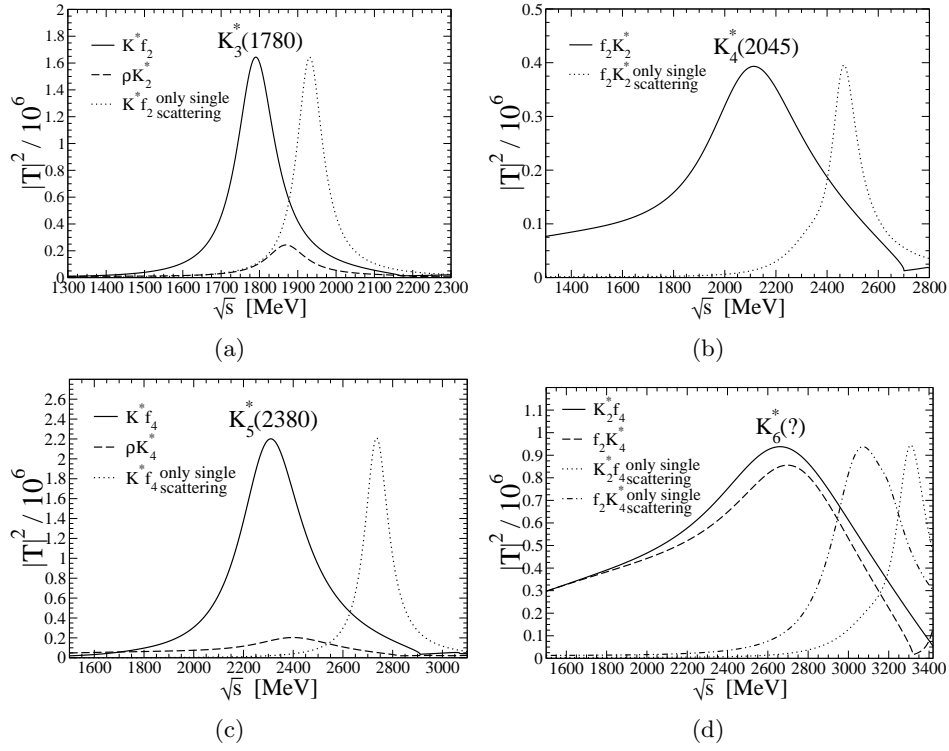 K*f₂
ρK₂*
K*f₂ only single scattering
K₃*(1780)
|T|² / 10⁶
2
1.8
1.6
1.4
1.2
1
0.8
0.6
0.4
0.2
0
1300 1400 1500 1600 1700 1800 1900 2000 2100 2200 2300
√s [MeV]
(a)
f₂K₂*
f₂K₂* only single scattering
K₄*(2045)
|T|² / 10⁶
0.5
0.4
0.3
0.2
0.1
0
1400 1600 1800 2000 2200 2400 2600 2800
√s [MeV]
(b)
K*f₄
ρK₄*
K*f₄ only single scattering
K₅*(2380)
|T|² / 10⁶
2.6
2.4
2.2
2
1.8
1.6
1.4
1.2
1
0.8
0.6
0.4
0.2
0
1600 1800 2000 2200 2400 2600 2800 3000
√s [MeV]
(c)
K₂*f₄
f₂K₄*
K₂*f₄ only single scattering
f₂K₄* only single scattering
K₆*(?)
|T|² / 10⁶
1.1
1
0.9
0.8
0.7
0.6
0.5
0.4
0.3
0.2
0.1
0
1600 1800 2000 2200 2400 2600 2800 3000 3200 3400
√s [MeV]
(d)